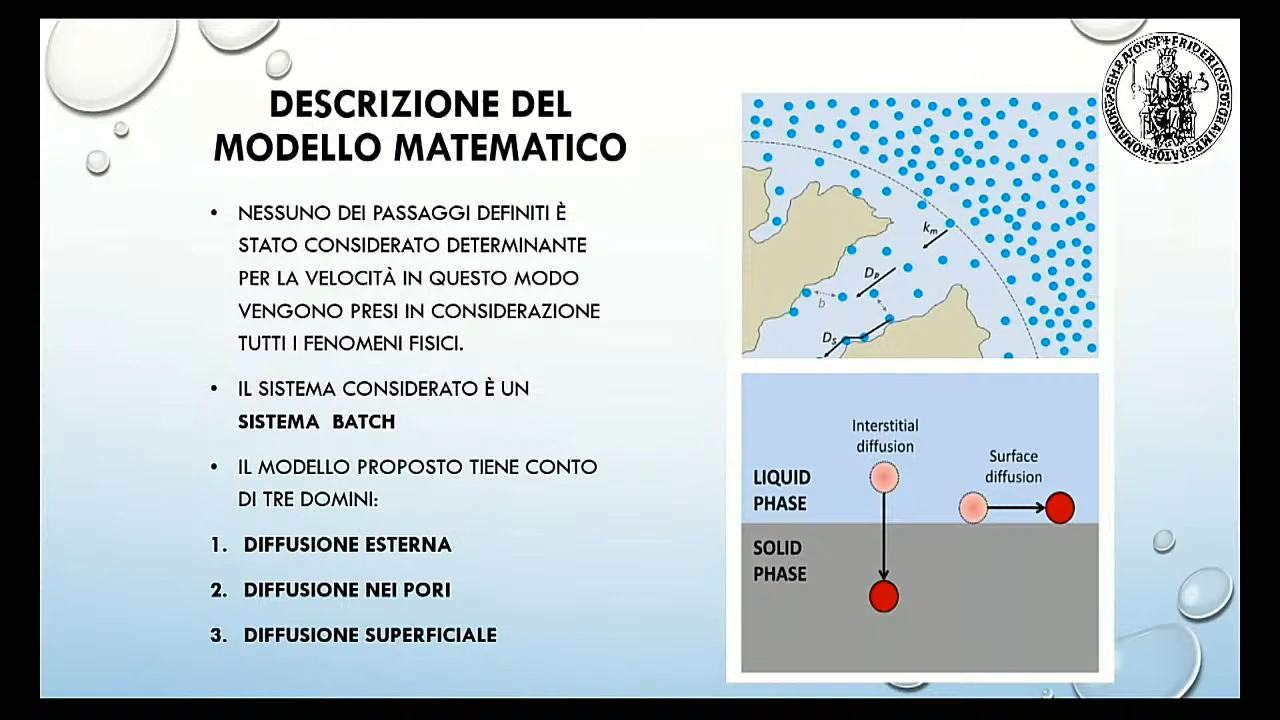 DESCRIZIONE DEL
MODELLO MATEMATICO
• NESSUNO DEI PASSAGGI DEFINITI È
STATO CONSIDERATO DETERMINANTE
PER LA VELOCITÀ IN QUESTO MODO
VENGONO PRESI IN CONSIDERAZIONE
TUTTI I FENOMENI FISICI.
• IL SISTEMA CONSIDERATO È UN
SISTEMA BATCH
• IL MODELLO PROPOSTO TIENE CONTO
DI TRE DOMINI:
1. DIFFUSIONE ESTERNA
2. DIFFUSIONE NEI PORI
3. DIFFUSIONE SUPERFICIALE
km
Dp
b
Ds
Interstitial
diffusion
Surface
diffusion
LIQUID
PHASE
SOLID
PHASE